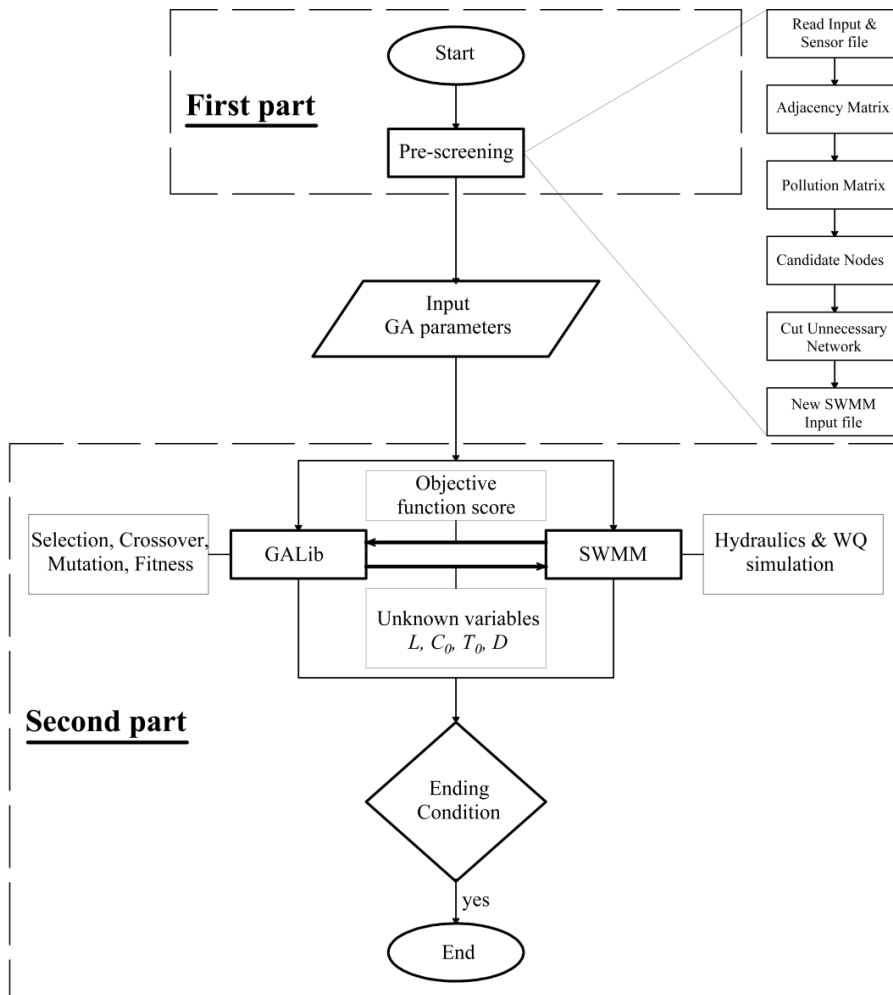 Start
First part
Pre-screening
Read Input &
Sensor file
Adjacency Matrix
Pollution Matrix
Candidate Nodes
Cut Unnecessary
Network
New SWMM
Input file
Input
GA parameters
Objective
function score
Selection, Crossover,
Mutation, Fitness
GALib
SWMM
Hydraulics & WQ
simulation
Unknown variables
L, C₀, T₀, D
Second part
Ending
Condition
yes
End